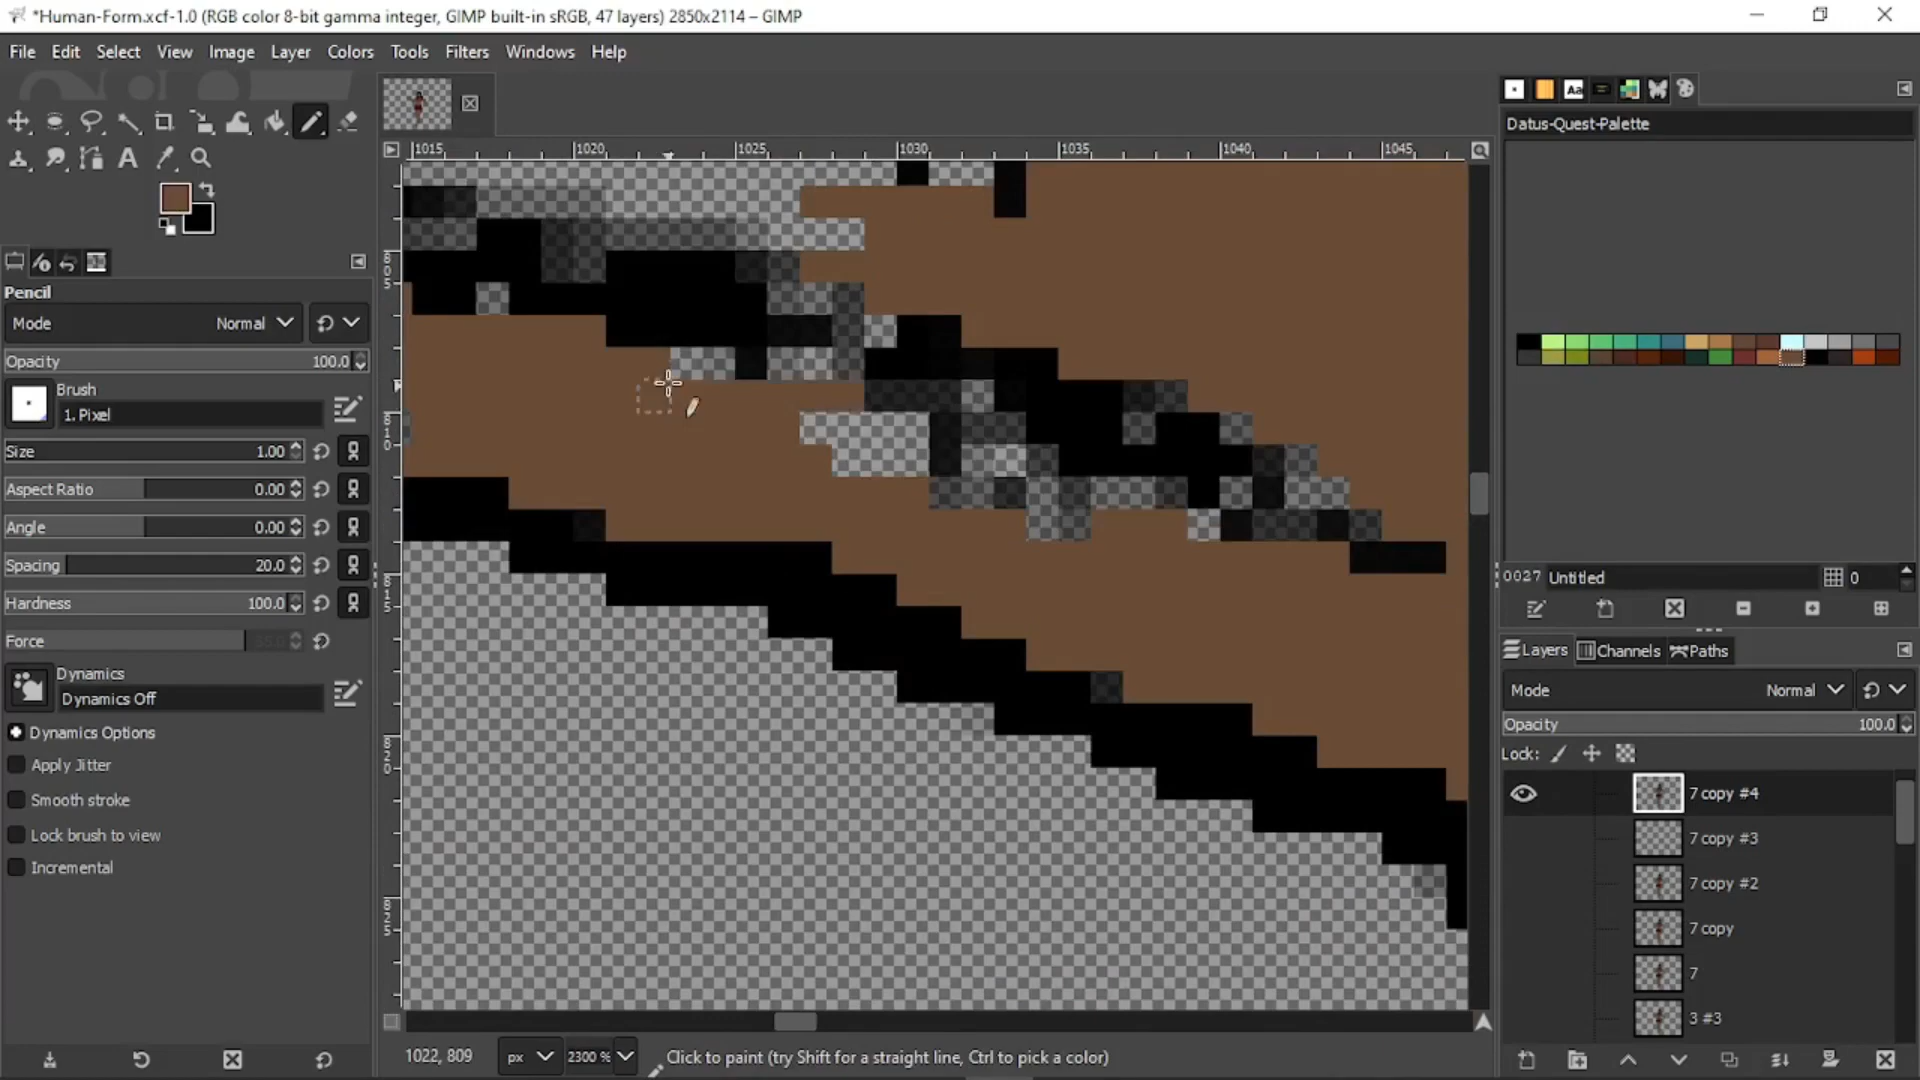 *Human-Form.xcf-1.0 (RGB color 8-bit gamma integer, GIMP built-in sRGB, 47 layers) 2850x2114 – GIMP
File Edit Select View Image Layer Colors Tools Filters Windows Help
Datus-Quest-Palette
1015 1020 1025 1030 1035 1040 1045
805
810
815
820
825
Pencil
Mode Normal
Opacity 100.0
Brush
1. Pixel
Size 1.00
Aspect Ratio 0.00
Angle 0.00
Spacing 20.0
Hardness 100.0
Force
Dynamics
Dynamics Off
Dynamics Options
Apply Jitter
Smooth stroke
Lock brush to view
Incremental
0027 Untitled 0
Layers Channels Paths
Mode Normal
Opacity 100.0
Lock:
7 copy #4
7 copy #3
7 copy #2
7 copy
7
3 #3
1022, 809 px 2300 % Click to paint (try Shift for a straight line, Ctrl to pick a color)